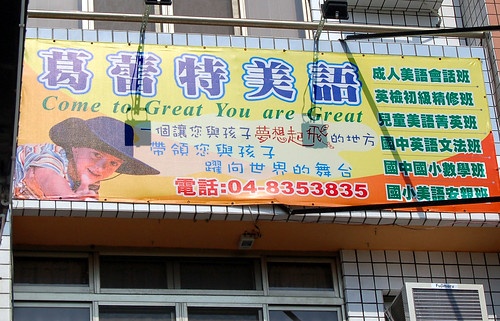 葛蕾特美語
Come to Great You are Great
一個讓您與孩子夢想起飛的地方
帶領您與孩子
躍向世界的舞台
電話:04-8353835
成人美語會話班
英檢初級精修班
兒童美語菁英班
國中英語文法班
國中國小數學班
國小美語安親班